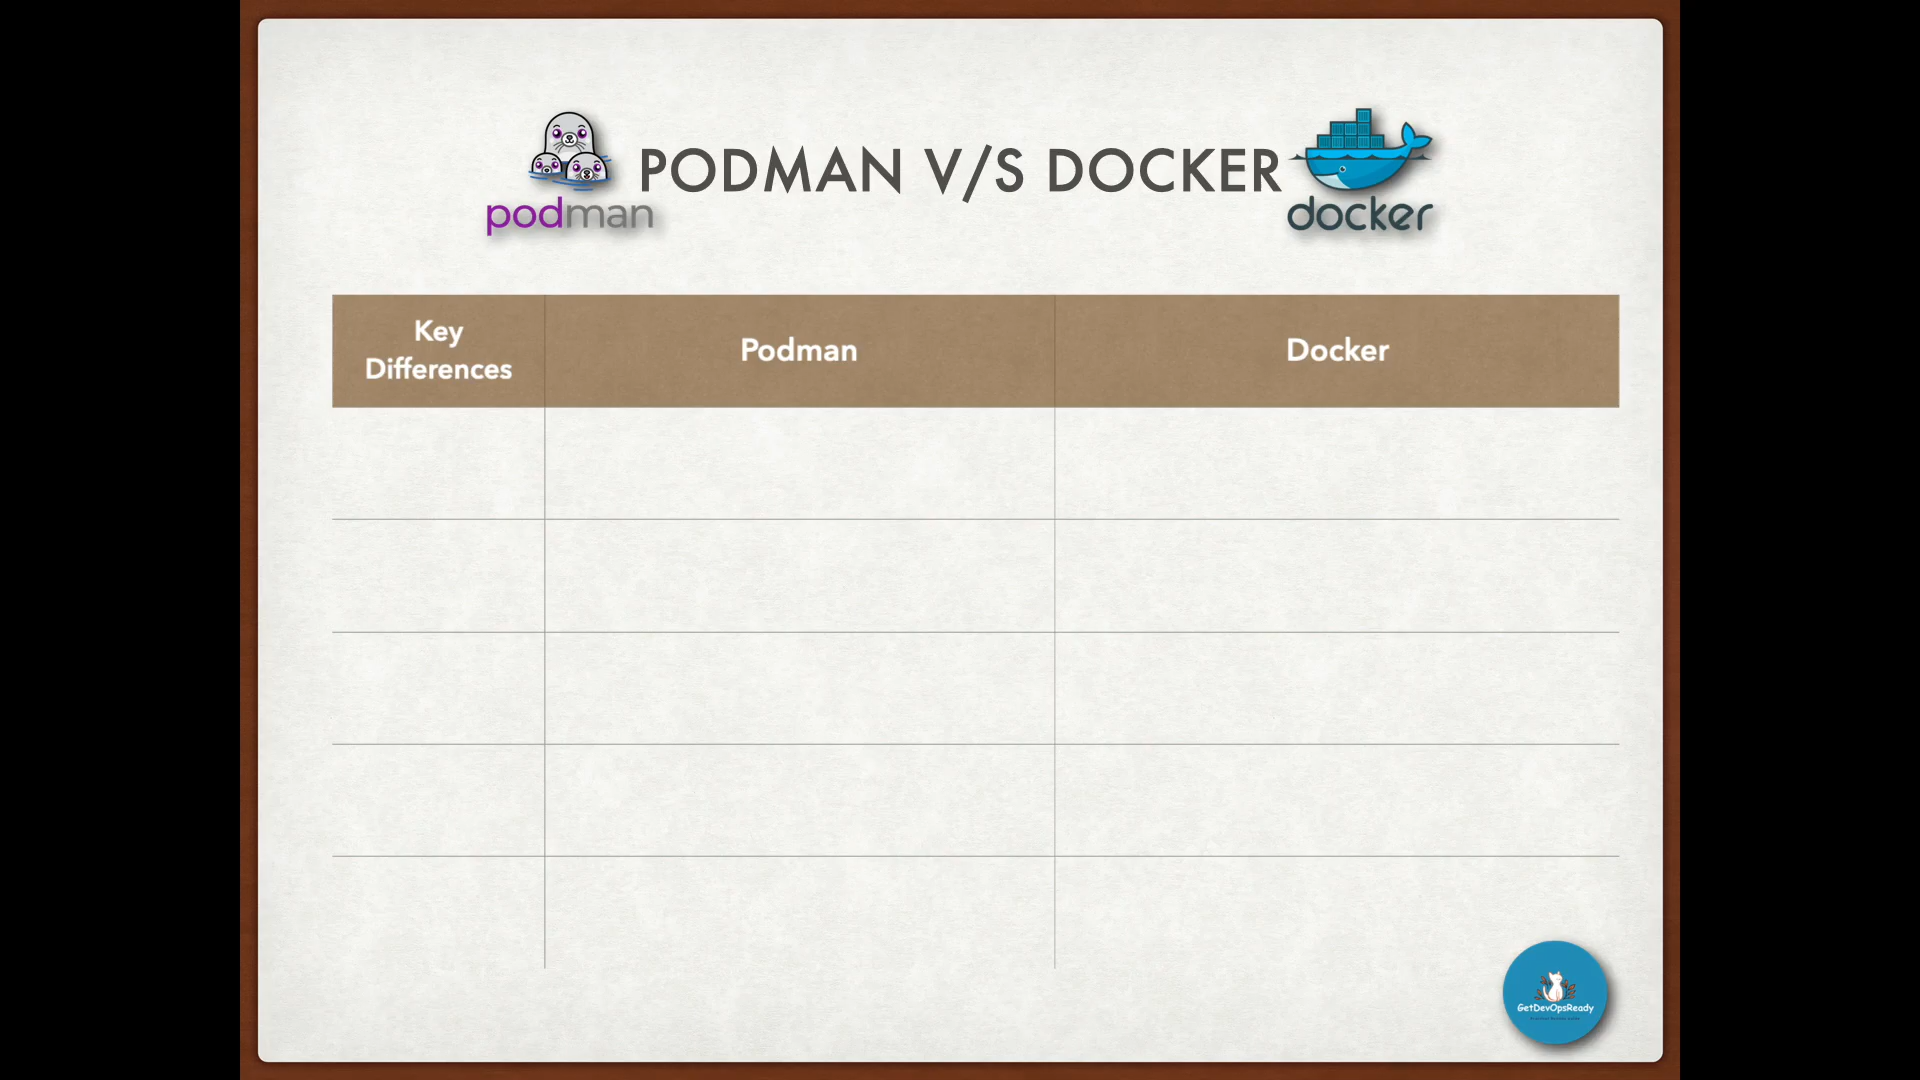 PODMAN V/S DOCKER
podman
docker
Key
Differences
Podman
Docker
GetDevOpsReady